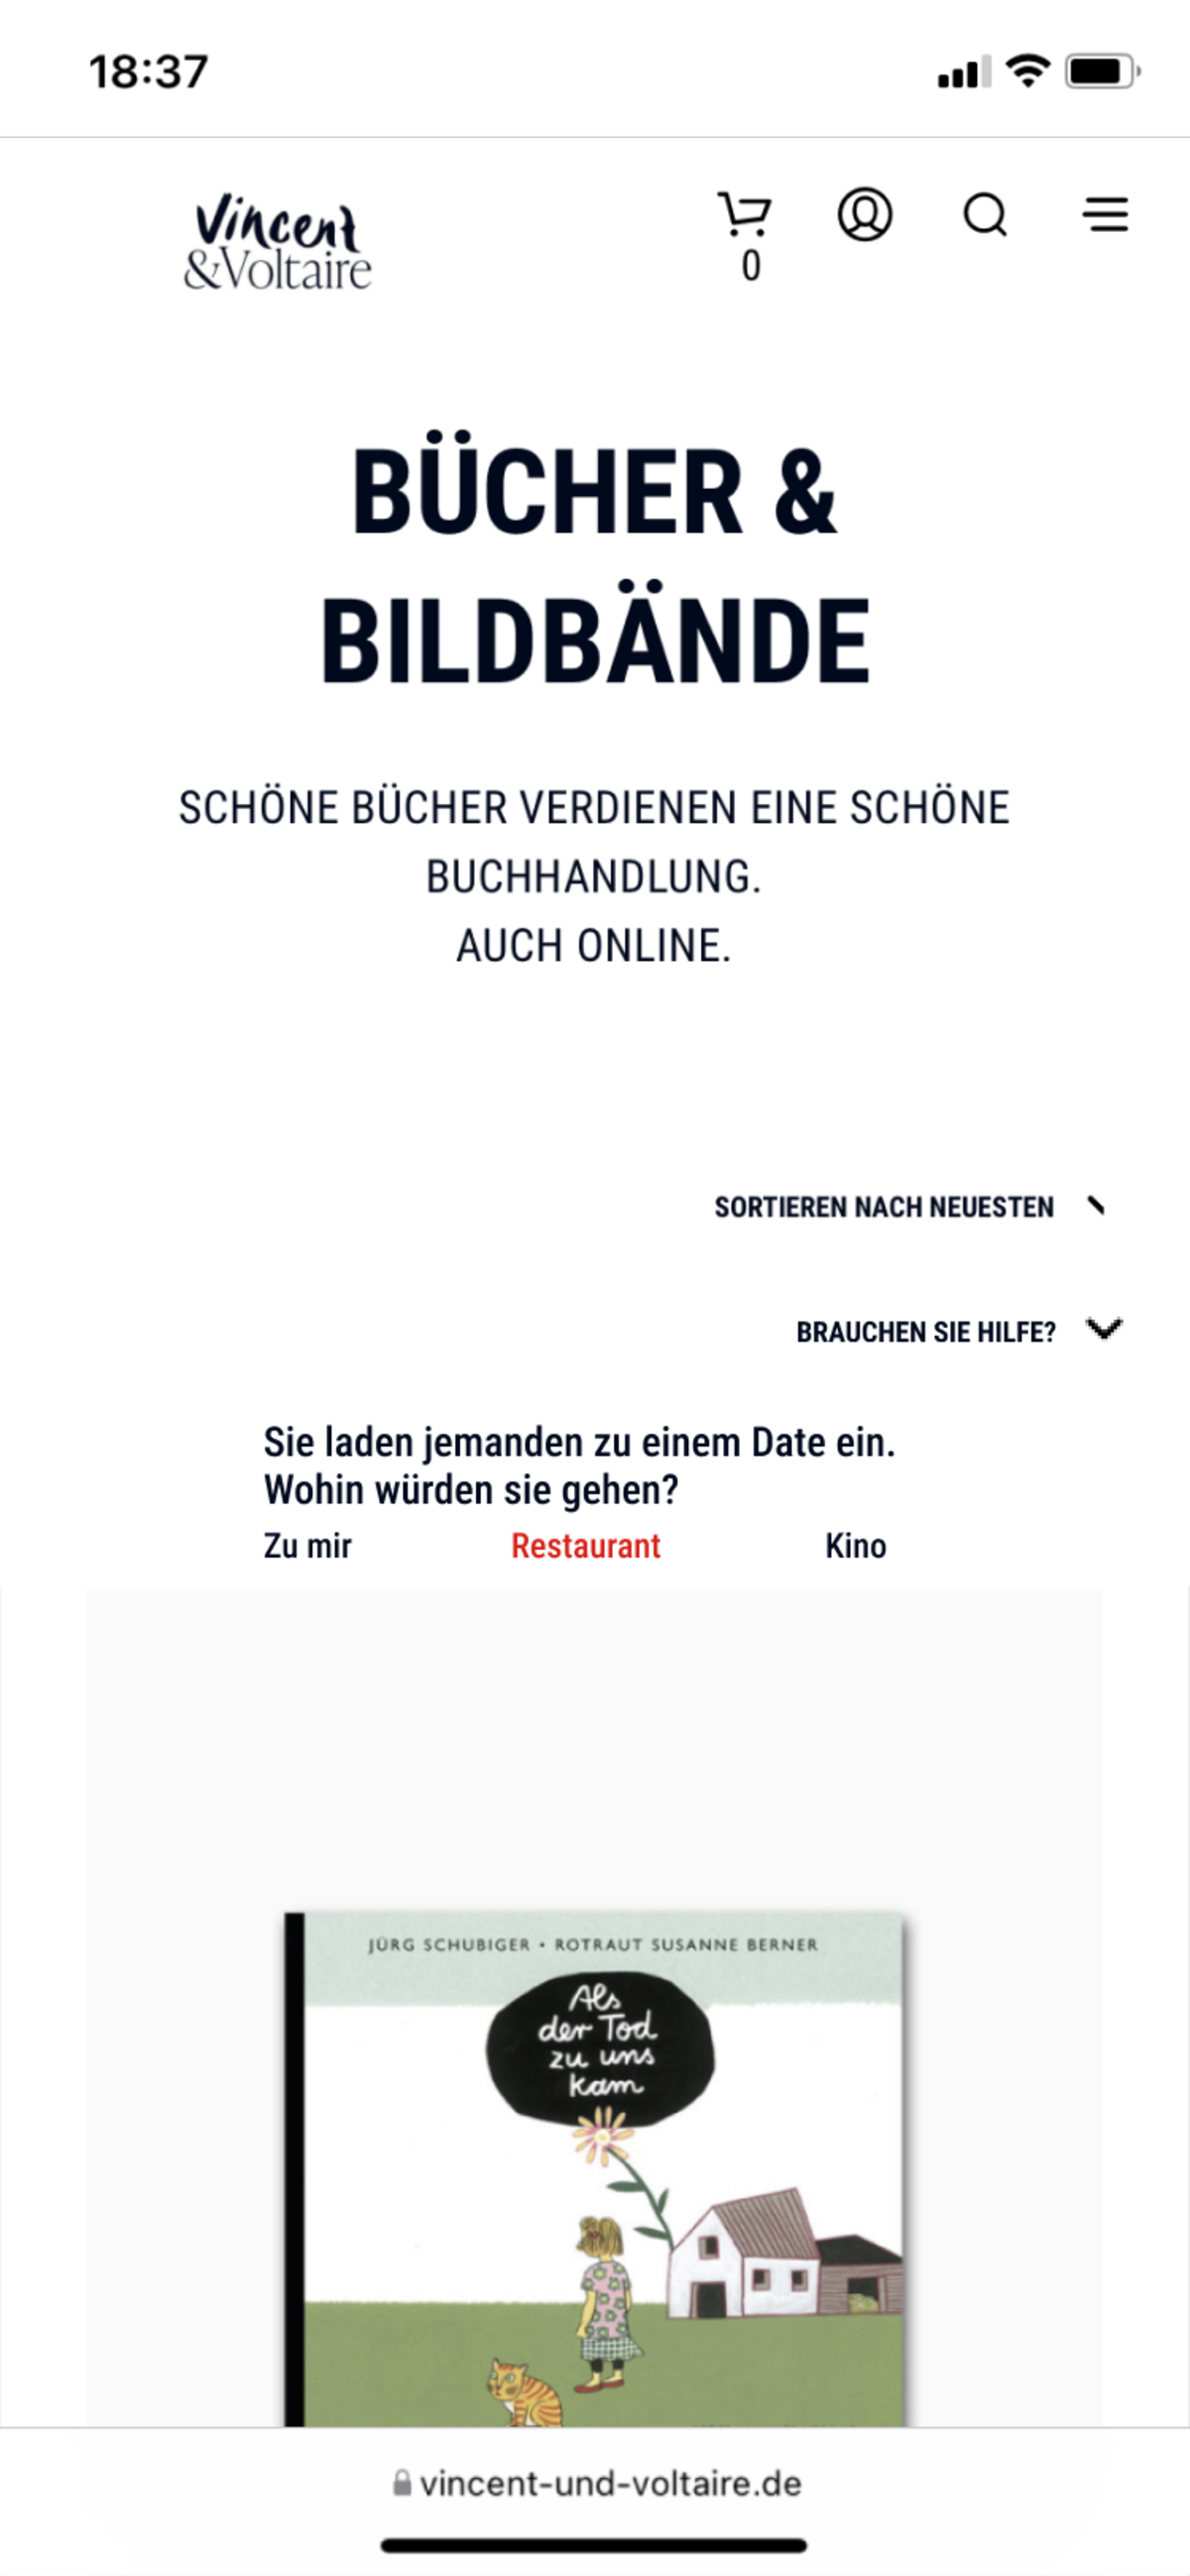 18:37
Vincent
&Voltaire
0
BÜCHER &
BILDBÄNDE
SCHÖNE BÜCHER VERDIENEN EINE SCHÖNE
BUCHHANDLUNG.
AUCH ONLINE.
SORTIEREN NACH NEUESTEN
BRAUCHEN SIE HILFE?
Sie laden jemanden zu einem Date ein.
Wohin würden sie gehen?
Zu mir Restaurant Kino
JÜRG SCHUBIGER • ROTRAUT SUSANNE BERNER
Als
der Tod
zu uns
kam
vincent-und-voltaire.de